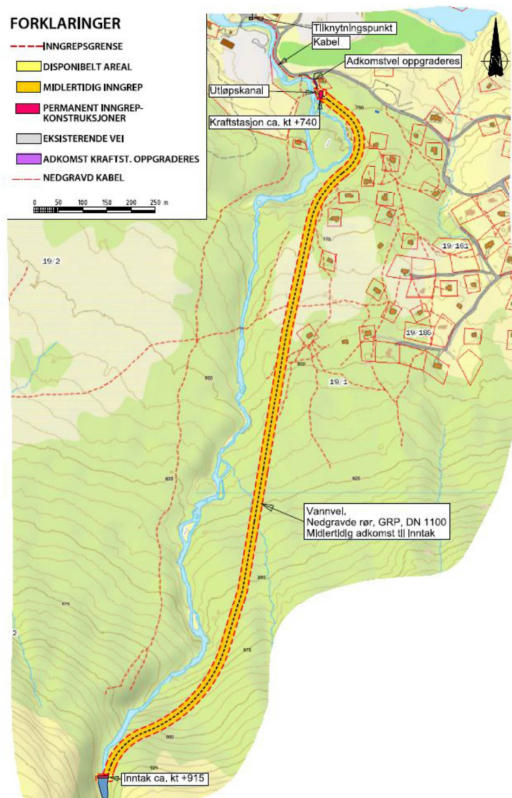 FORKLARINGER
INNGREPSGRENSE
DISPONIBELT AREAL
MIDLERTIDIG INNGREP
PERMANENT INNGREP-
KONSTRUKSJONER
EKSISTERENDE VEI
ADKOMST KRAFTST. OPPGRADERES
NEDGRAVD KABEL
0 50 100 150 200 250 m
Tilknytningspunkt
Kabel
Adkomstvei oppgraderes
Utløpskanal
Kraftstasjon ca. kt +740
19/2
19/161
19/185
19/1
Vannvei,
Nedgravde rør, GRP, DN 1100
Midlertidig adkomst til inntak
Inntak ca. kt +915